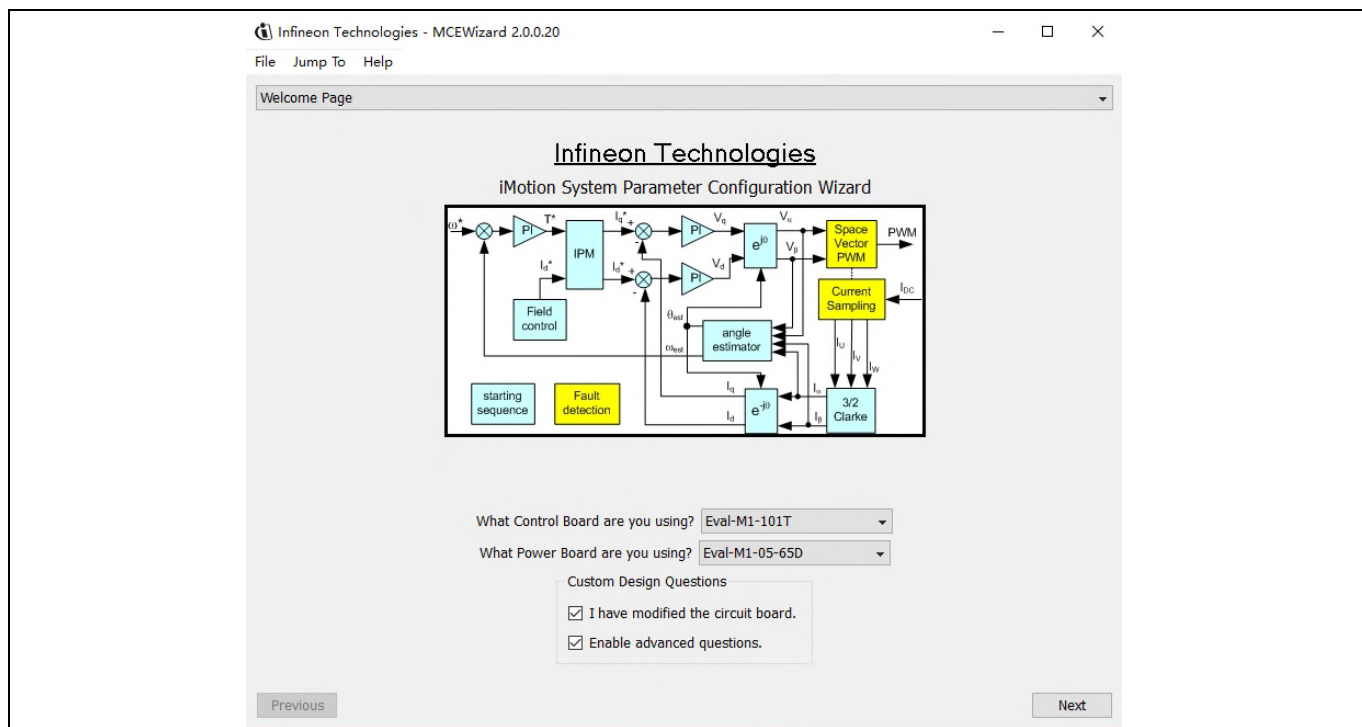 Infineon Technologies - MCEWizard 2.0.0.20
File Jump To Help
Welcome Page
Infineon Technologies
iMotion System Parameter Configuration Wizard
ω* PI T* IPM Iq* + - PI Vq e^jθ Vα Space Vector PWM PWM
Id* Id* + - PI Vd Vβ
Field control
Current Sampling IDC
θest
angle estimator
ωest
IU IV IW
starting sequence
Fault detection
Iq Id e^-jθ Iα Iβ 3/2 Clarke
What Control Board are you using? Eval-M1-101T
What Power Board are you using? Eval-M1-05-65D
Custom Design Questions
I have modified the circuit board.
Enable advanced questions.
Previous Next